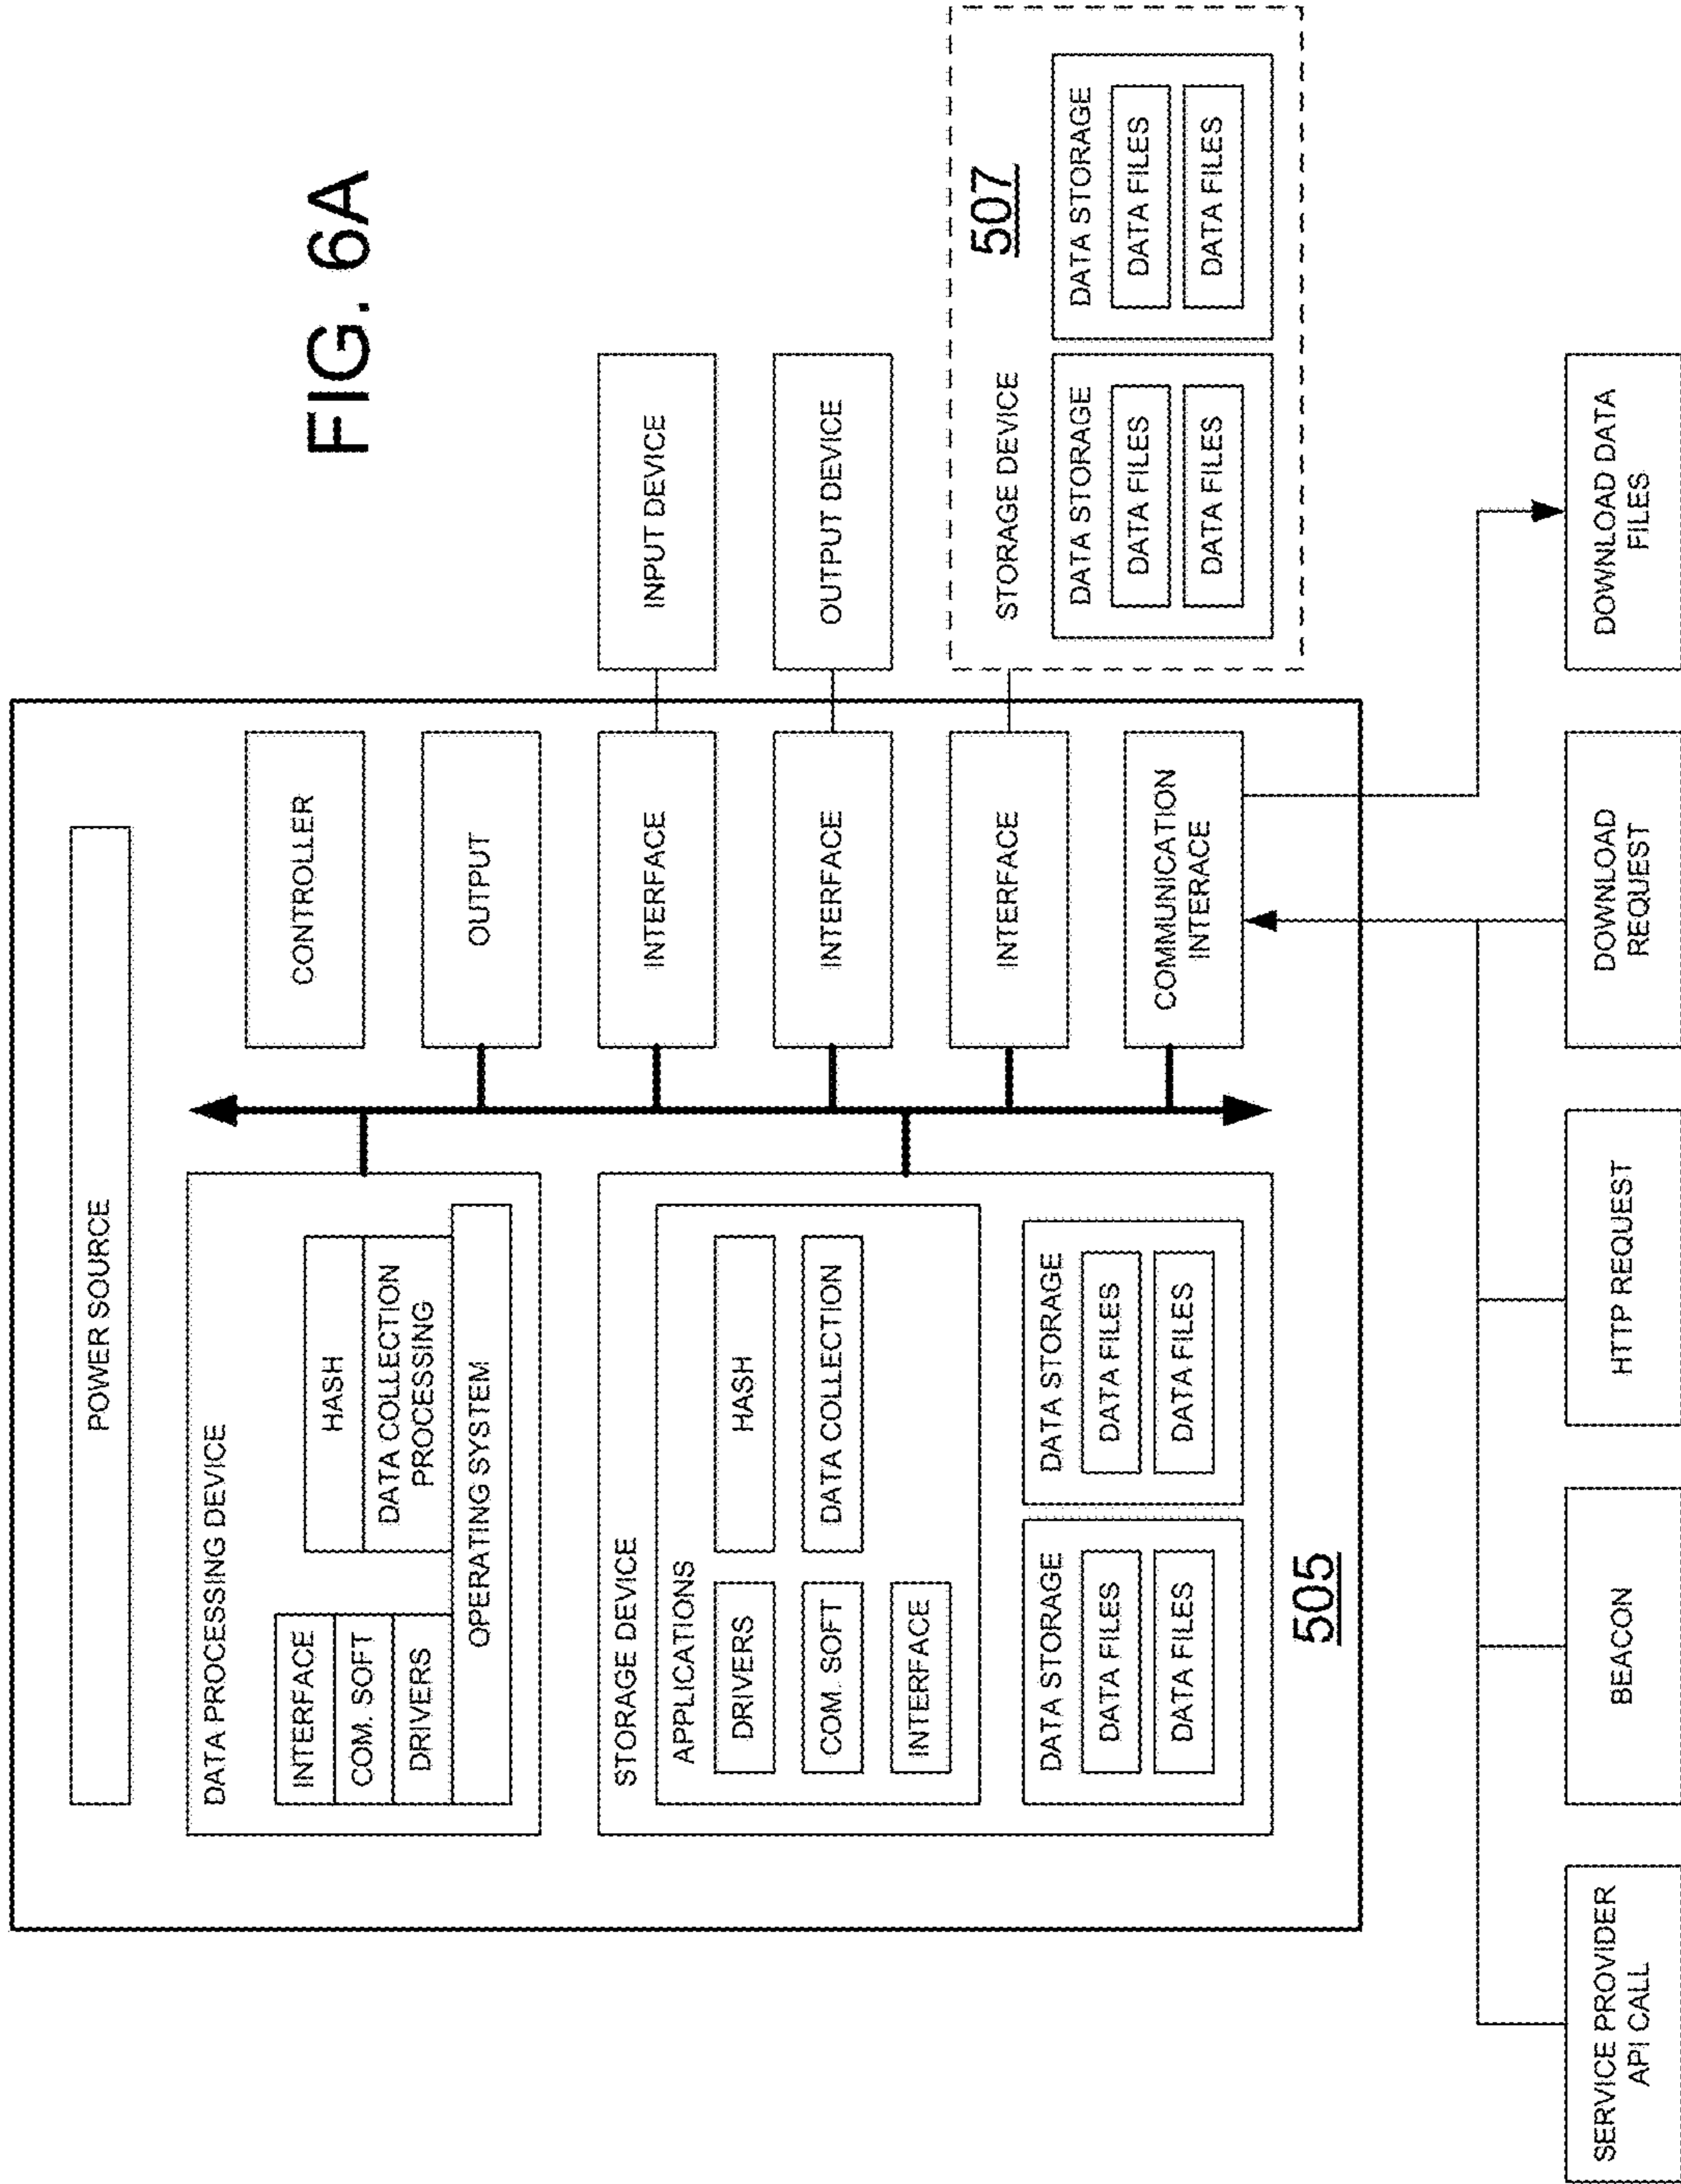 FIG. 6A
POWER SOURCE
DATA PROCESSING DEVICE
INTERFACE
COM. SOFT
DRIVERS
HASH
DATA COLLECTION
PROCESSING
OPERATING SYSTEM
STORAGE DEVICE
APPLICATIONS
DRIVERS
COM. SOFT
INTERFACE
HASH
DATA COLLECTION
DATA STORAGE
DATA FILES
DATA FILES
DATA STORAGE
DATA FILES
DATA FILES
505
CONTROLLER
OUTPUT
INTERFACE
INTERFACE
INTERFACE
COMMUNICATION
INTERACE
INPUT DEVICE
OUTPUT DEVICE
STORAGE DEVICE
507
DATA STORAGE
DATA FILES
DATA FILES
DATA STORAGE
DATA FILES
DATA FILES
SERVICE PROVIDER
API CALL
BEACON
HTTP REQUEST
DOWNLOAD
REQUEST
DOWNLOAD DATA
FILES